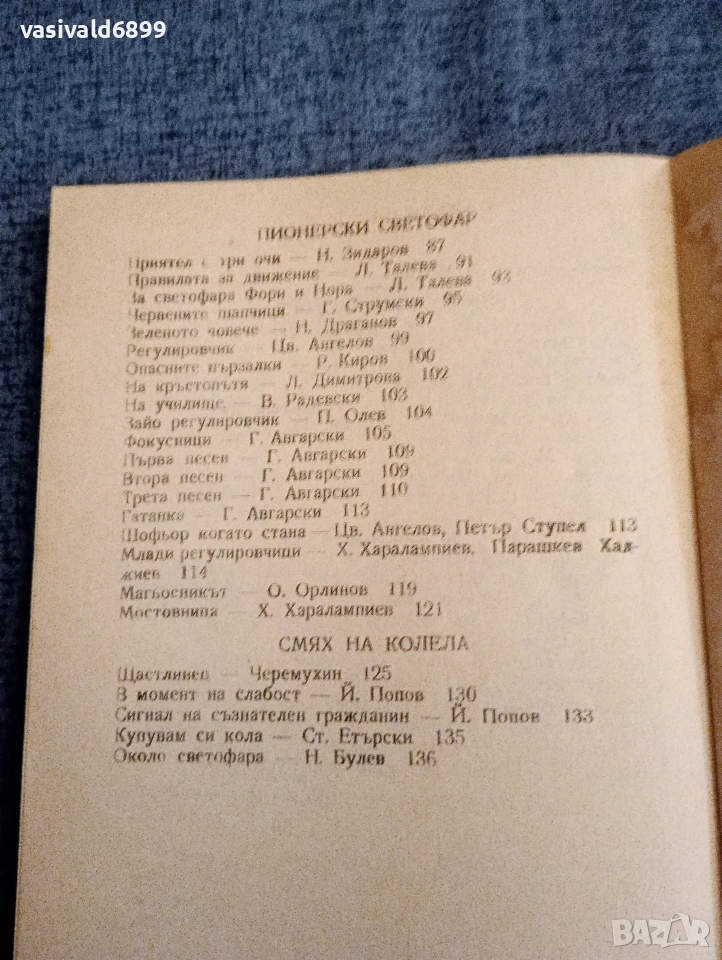 vasivald6899
ПИОНЕРСКИ СВЕТОФАР
Приятел с три очи — Н. Зидаров 87
Правилата за движение — Л. Талева 91
За светофара Фори и Нора — Л. Талева 93
Червените шапчици — Г. Струмски 95
Зеленото човече — Н. Драганов 97
Регулировчик — Цв. Ангелов 99
Опасните пързалки — Р. Киров 100
На кръстопътя — Л. Димитрова 102
На училище — В. Радевски 103
Зайо регулировчик — П. Олев 104
Фокусници — Г. Авгарски 105
Първа песен — Г. Авгарски 109
Втора песен — Г. Авгарски 109
Трета песен — Г. Авгарски 110
Гатанка — Г. Авгарски 113
Шофьор когато стана — Цв. Ангелов, Петър Ступел 113
Млади регулировчици — Х. Харалампиев, Парашкев Хад-
жиев 114
Магьосникът — О. Орлинов 119
Мостовница — Х. Харалампиев 121
СМЯХ НА КОЛЕЛА
Щастливец — Черемухин 125
В момент на слабост — Й. Попов 130
Сигнал на съзнателен гражданин — Й. Попов 133
Купувам си кола — Ст. Етърски 135
Около светофара — Н. Булев 136
BAZAR